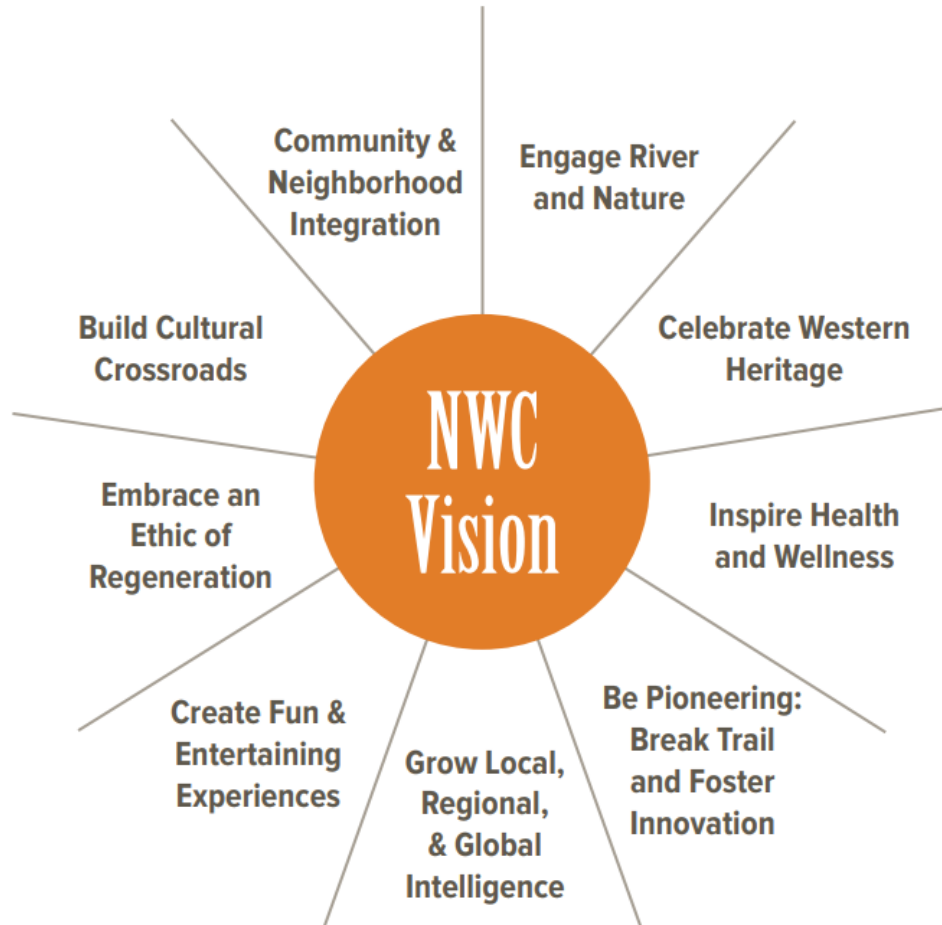 Community &
Neighborhood
Integration
Engage River
and Nature
Build Cultural
Crossroads
Celebrate Western
Heritage
NWC
Vision
Embrace an
Ethic of
Regeneration
Inspire Health
and Wellness
Create Fun &
Entertaining
Experiences
Grow Local,
Regional,
& Global
Intelligence
Be Pioneering:
Break Trail
and Foster
Innovation